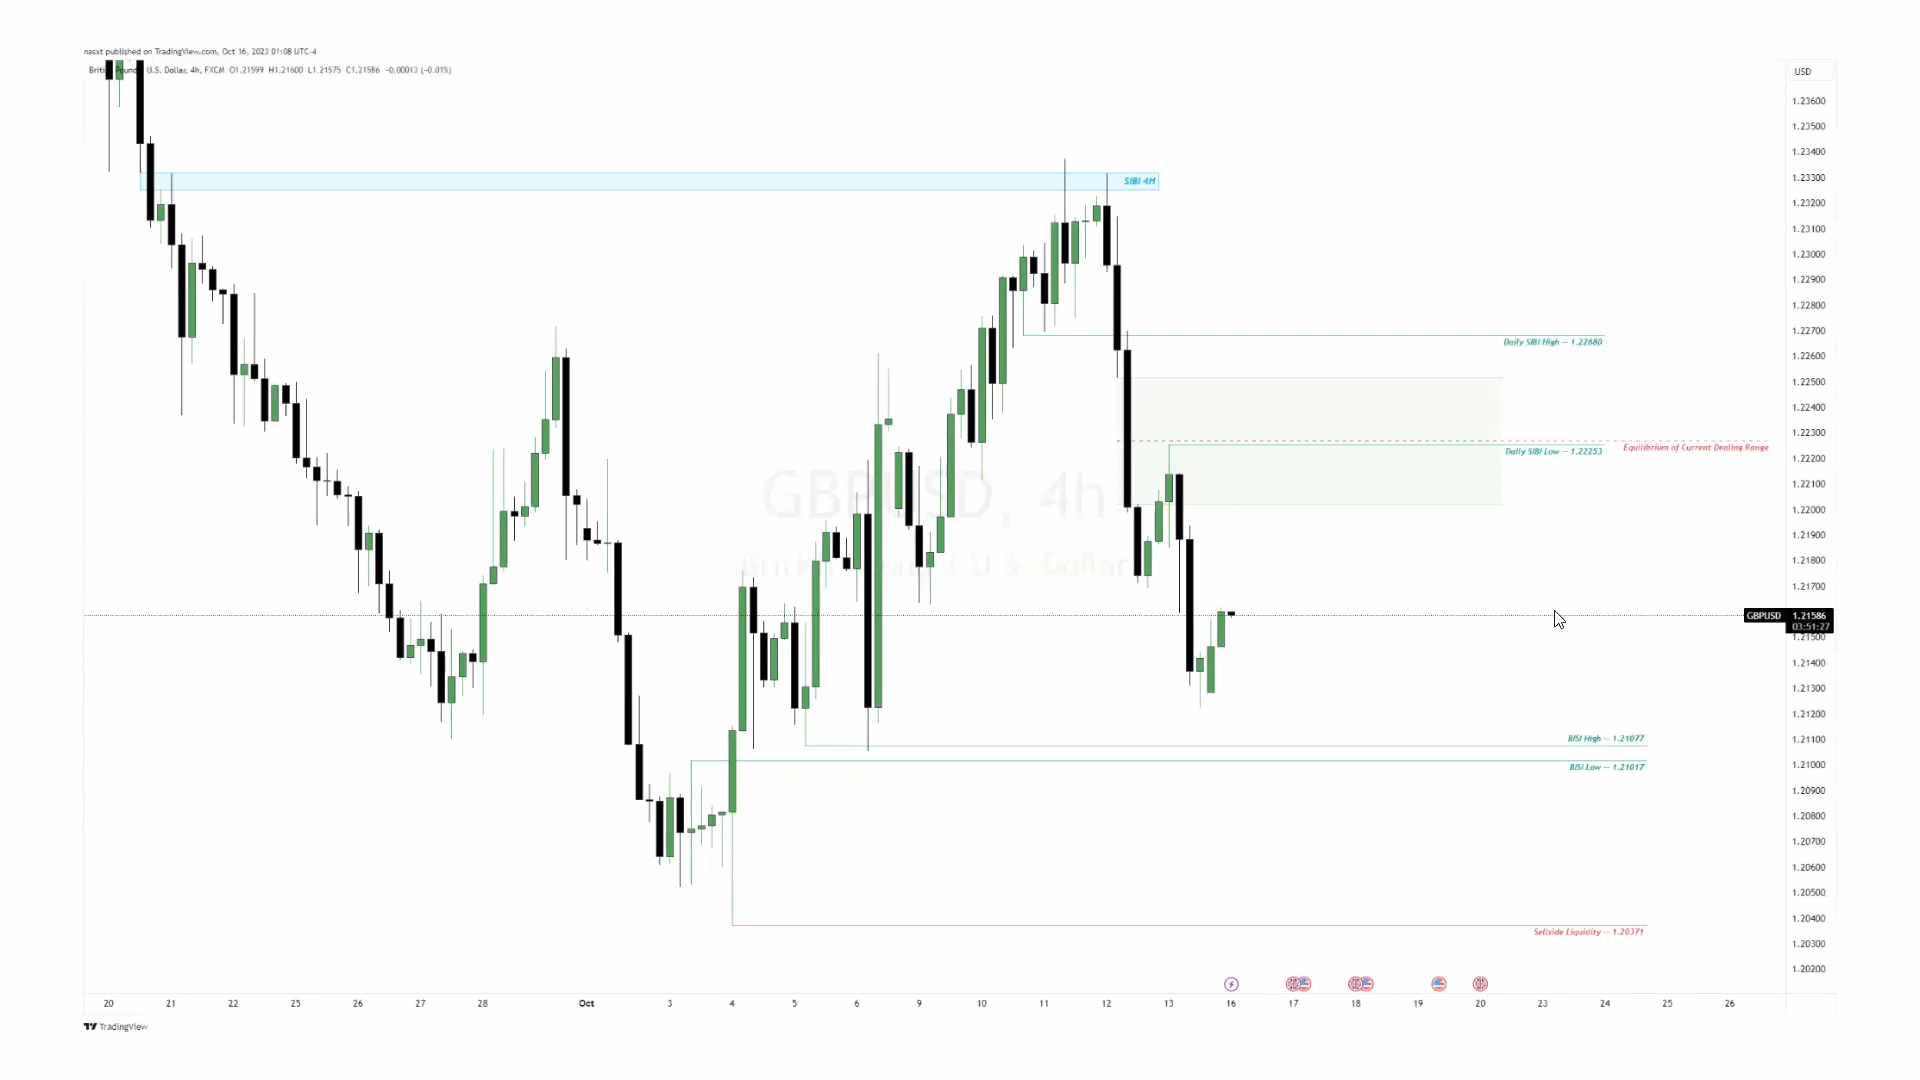 nasxt published on TradingView.com, Oct 16, 2023 01:08 UTC-4
British Pound / U.S. Dollar, 4h, FXCM O1.21599 H1.21600 L1.21575 C1.21586 -0.00013 (-0.01%)
USD
1.23600
1.23500
1.23400
1.23300
SIBI 4H
1.23200
1.23100
1.23000
1.22900
1.22800
1.22700
Daily SIBI High -- 1.22680
1.22600
1.22500
1.22400
1.22300
Equilibrium of Current Dealing Range
Daily SIBI Low -- 1.22253
1.22200
1.22100
GBPUSD, 4h
1.22000
1.21900
British Pound / U.S. Dollar
1.21800
1.21700
GBPUSD 1.21586
03:51:27
1.21500
1.21400
1.21300
1.21200
BISI High -- 1.21077
1.21100
1.21000
BISI Low -- 1.21017
1.20900
1.20800
1.20700
1.20600
1.20500
1.20400
Sellside Liquidity -- 1.20371
1.20300
1.20200
20 21 22 25 26 27 28 Oct 3 4 5 6 9 10 11 12 13 16 17 18 19 20 23 24 25 26
TradingView